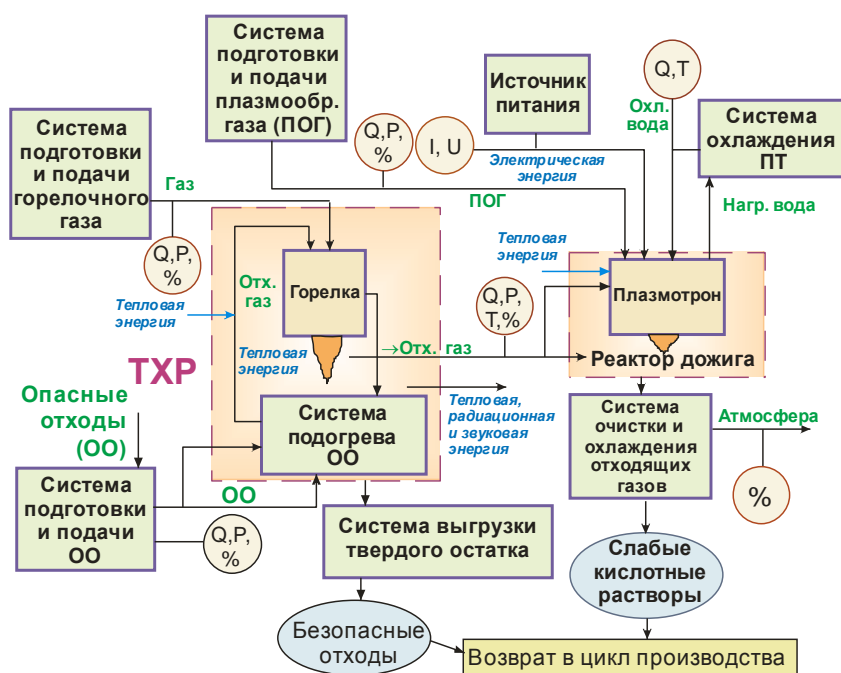 Система
подготовки
и подачи
плазмообр.
газа (ПОГ)
Источник
питания
Q,T
Охл.
вода
Система
охлаждения
ПТ
Система
подготовки
и подачи
горелочного
газа
Q,P,
%
I, U
Электрическая
энергия
Газ
ПОГ
Нагр. вода
Q,P,
%
Отх.
газ
Горелка
Тепловая
энергия
Плазмотрон
Тепловая
энергия
Q,P,
T,%
Тепловая
энергия
→Отх. газ
Реактор дожига
ТХР
Опасные
отходы
(ОО)
Система
подогрева
ОО
Тепловая,
радиационная
и звуковая
энергия
Система
очистки и
охлаждения
отходящих
газов
Атмосфера
%
Система
подготовки
и подачи
ОО
ОО
Q,P,
%
Система выгрузки
твердого остатка
Слабые
кислотные
растворы
Безопасные
отходы
Возврат в цикл производства